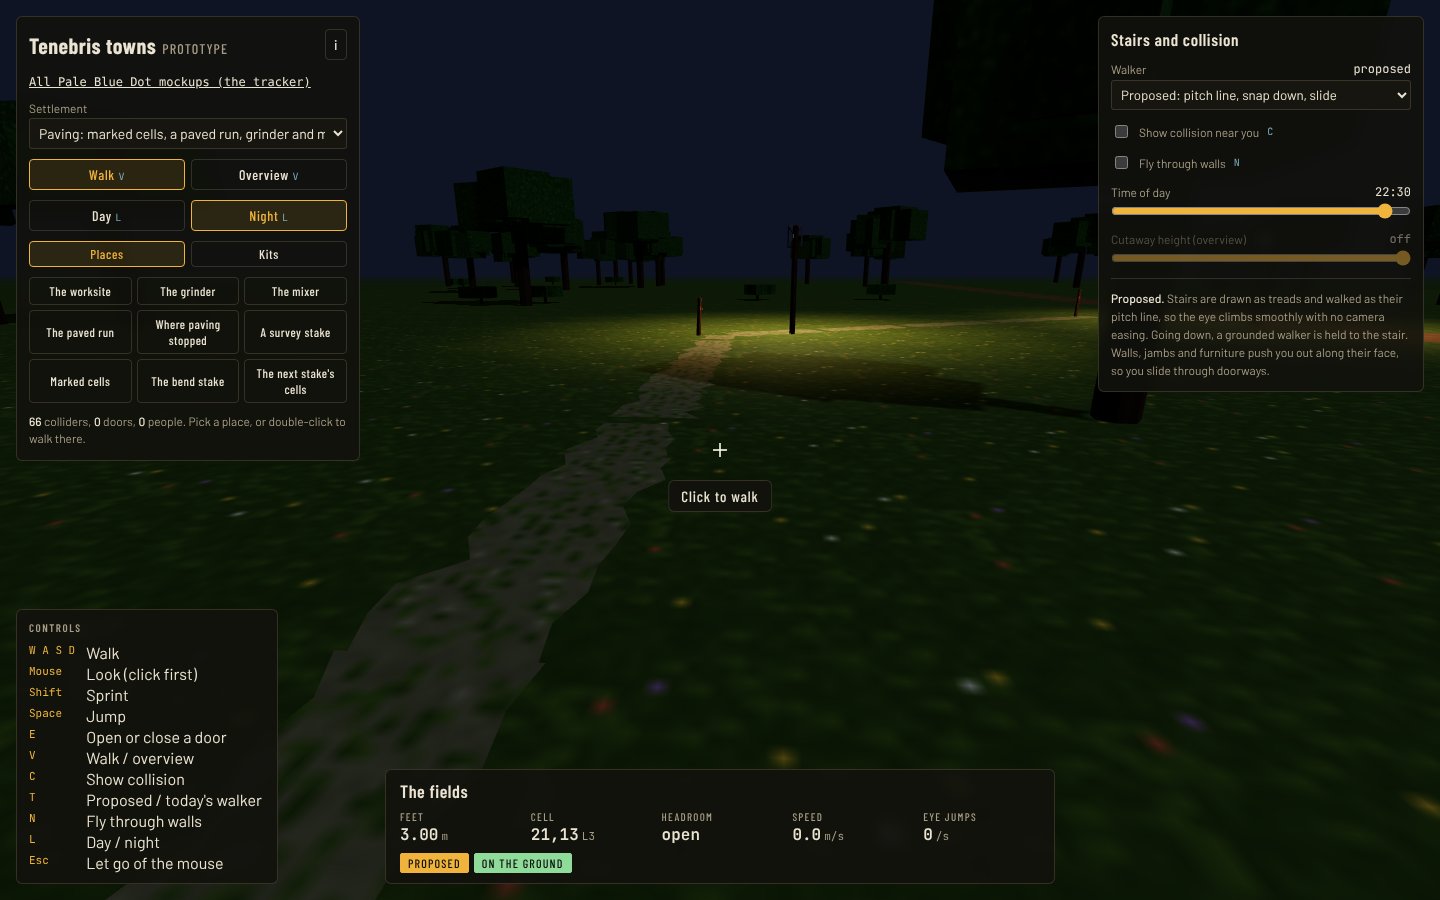 Tenebris towns PROTOTYPE
i
All Pale Blue Dot mockups (the tracker)
Settlement
Paving: marked cells, a paved run, grinder and m
Walk V
Overview V
Day L
Night L
Places
Kits
The worksite
The grinder
The mixer
The paved run
Where paving
stopped
A survey stake
Marked cells
The bend stake
The next stake's
cells
66 colliders, 0 doors, 0 people. Pick a place, or double-click to
walk there.
Stairs and collision
Walker proposed
Proposed: pitch line, snap down, slide
Show collision near you C
Fly through walls N
Time of day 22:30
Cutaway height (overview) off
Proposed. Stairs are drawn as treads and walked as their
pitch line, so the eye climbs smoothly with no camera
easing. Going down, a grounded walker is held to the stair.
Walls, jambs and furniture push you out along their face,
so you slide through doorways.
Click to walk
CONTROLS
W A S D Walk
Mouse Look (click first)
Shift Sprint
Space Jump
E Open or close a door
V Walk / overview
C Show collision
T Proposed / today's walker
N Fly through walls
L Day / night
Esc Let go of the mouse
The fields
FEET CELL HEADROOM SPEED EYE JUMPS
3.00 m 21,13 L3 open 0.0 m/s 0 /s
PROPOSED ON THE GROUND